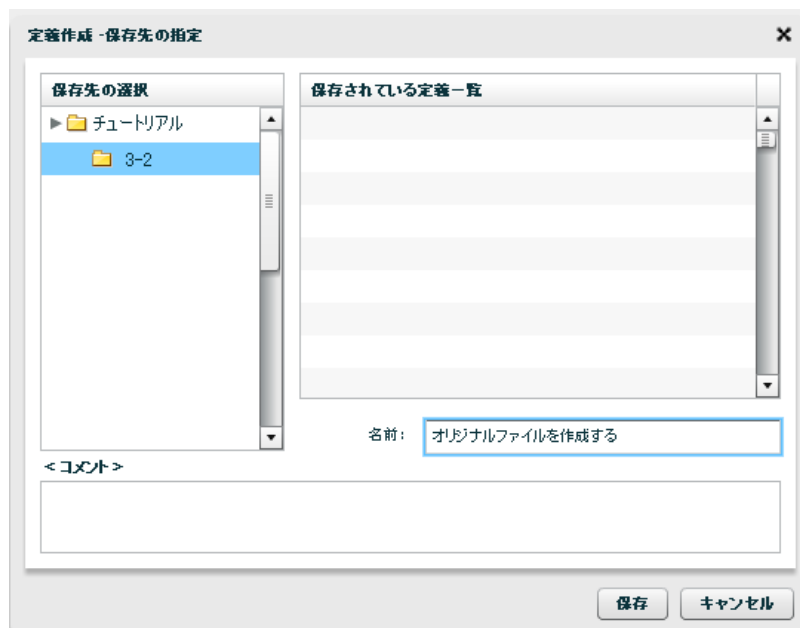 定義作成 -保存先の指定
保存先の選択
保存されている定義一覧
チュートリアル
3-2
名前:
オリジナルファイルを作成する
<コメント>
保存
キャンセル